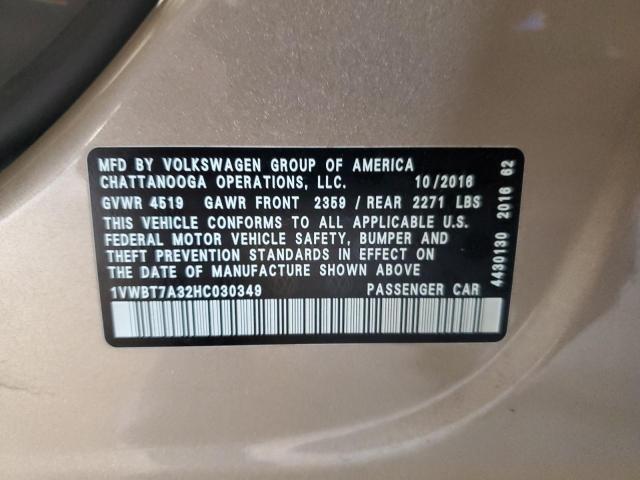 MFD BY VOLKSWAGEN GROUP OF AMERICA
CHATTANOOGA OPERATIONS, LLC. 10/2016
GVWR 4519 GAWR FRONT 2359 / REAR 2271 LBS
THIS VEHICLE CONFORMS TO ALL APPLICABLE U.S.
FEDERAL MOTOR VEHICLE SAFETY, BUMPER AND
THEFT PREVENTION STANDARDS IN EFFECT ON
THE DATE OF MANUFACTURE SHOWN ABOVE
1VWBT7A32HC030349 PASSENGER CAR
4430130 2016 62